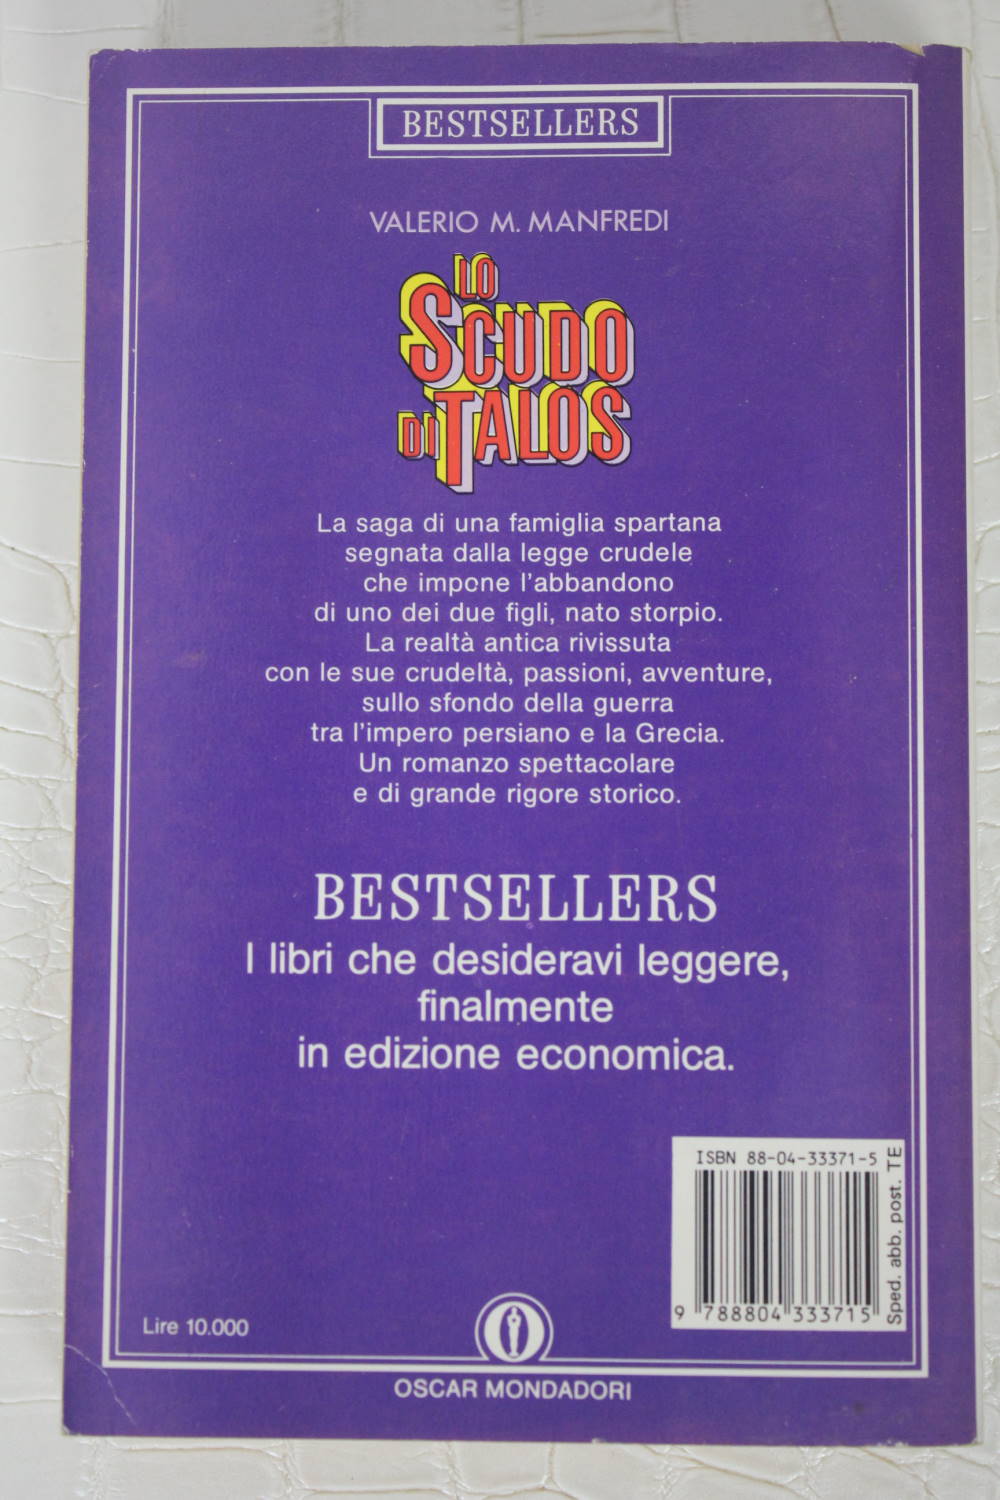 BESTSELLERS
VALERIO M. MANFREDI
LO
SCUDO
DI TALOS
La saga di una famiglia spartana
segnata dalla legge crudele
che impone l'abbandono
di uno dei due figli, nato storpio.
La realtà antica rivissuta
con le sue crudeltà, passioni, avventure,
sullo sfondo della guerra
tra l'impero persiano e la Grecia.
Un romanzo spettacolare
e di grande rigore storico.
BESTSELLERS
I libri che desideravi leggere,
finalmente
in edizione economica.
ISBN 88-04-33371-5
9 788804 333715
Sped. abb. post. TE
Lire 10.000
OSCAR MONDADORI